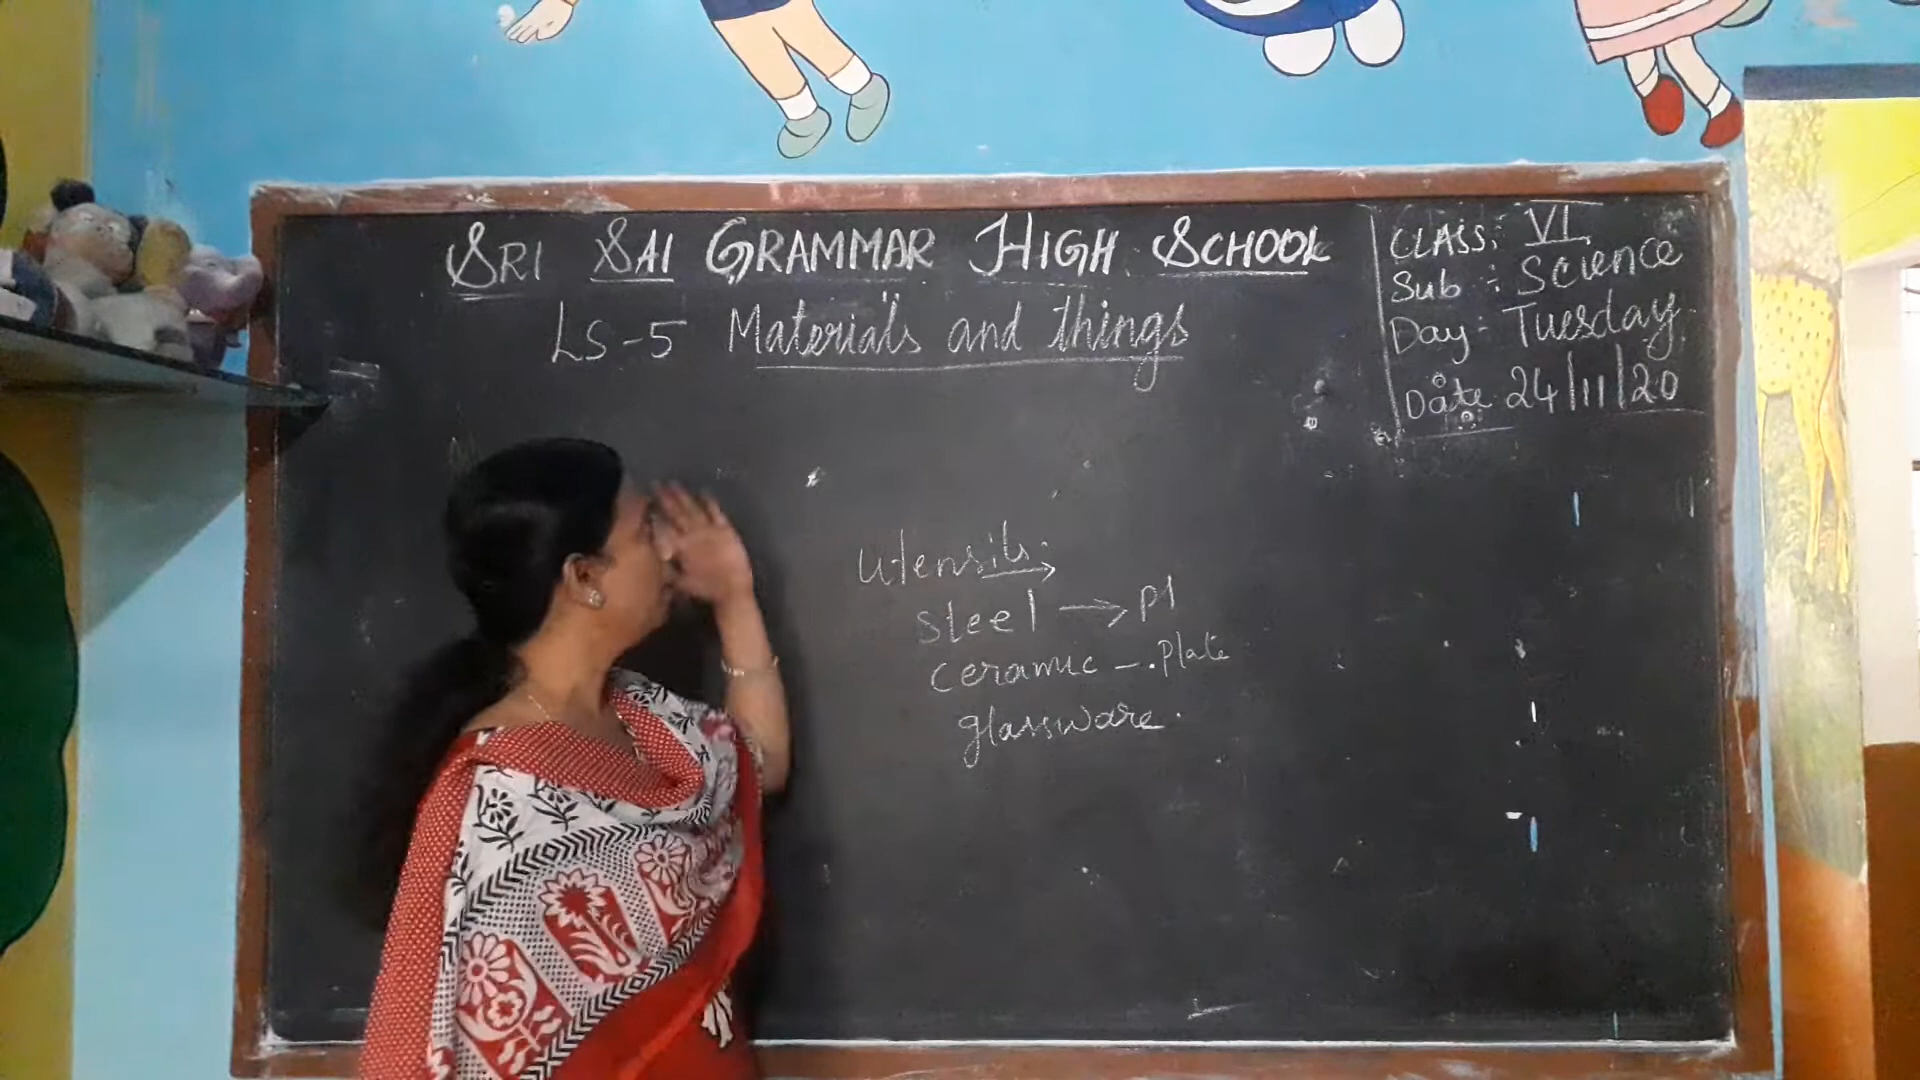 SRI SAI GRAMMAR HIGH SCHOOL
LS-5 Materials and things
CLASS: VI
Sub : Science
Day : Tuesday
Date 24/11/20
Utensils
Steel → Pl
Ceramic - Plate
glassware.